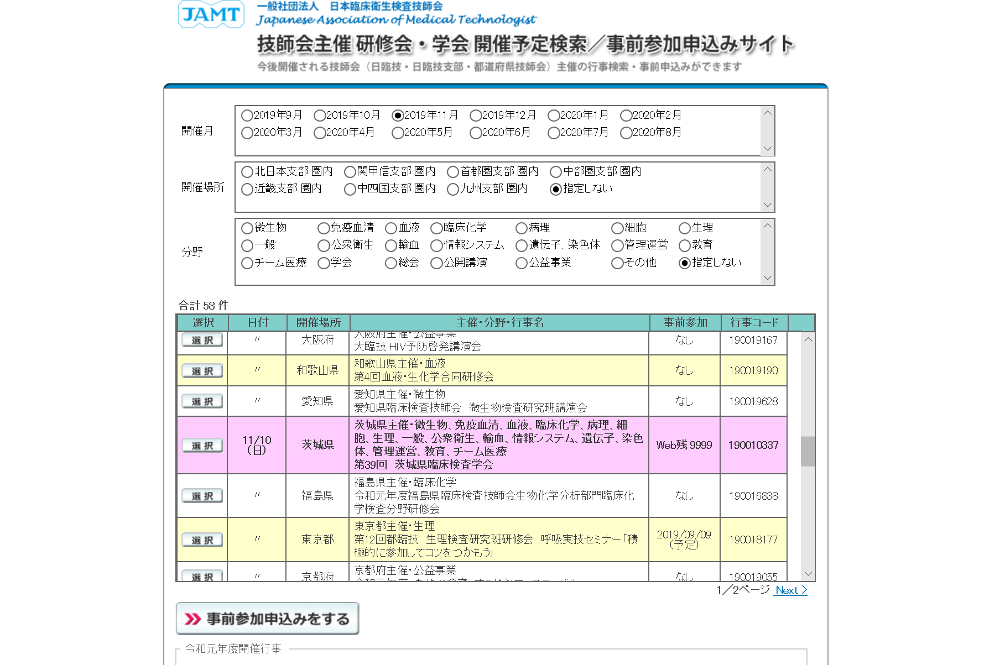 JAMT
一般社団法人　日本臨床衛生検査技師会
Japanese Association of Medical Technologist
技師会主催 研修会・学会 開催予定検索／事前参加申込みサイト
今後開催される技師会（日臨技・日臨技支部・都道府県技師会）主催の行事検索・事前申込みができます
開催月
2019年9月 2019年10月 2019年11月 2019年12月 2020年1月 2020年2月
2020年3月 2020年4月 2020年5月 2020年6月 2020年7月 2020年8月
開催場所
北日本支部 圏内 関甲信支部 圏内 首都圏支部 圏内 中部圏支部 圏内
近畿支部 圏内 中四国支部 圏内 九州支部 圏内 指定しない
分野
微生物 免疫血清 血液 臨床化学 病理 細胞 生理
一般 公衆衛生 輸血 情報システム 遺伝子、染色体 管理運営 教育
チーム医療 学会 総会 公開講演 公益事業 その他 指定しない
合計 58 件
選択 日付 開催場所 主催・分野・行事名 事前参加 行事コード
選択 〃 大阪府 大阪府主催・公益事業 なし 190019167
大臨技 HIV予防啓発講演会
選択 〃 和歌山県 和歌山県主催・血液 なし 190019190
第4回血液・生化学合同研修会
選択 〃 愛知県 愛知県主催・微生物 なし 190019628
愛知県臨床検査技師会　微生物検査研究班講演会
選択 11/10（日） 茨城県 茨城県主催・微生物、免疫血清、血液、臨床化学、病理、細 Web残 9999 190010337
胞、生理、一般、公衆衛生、輸血、情報システム、遺伝子、染色
体、管理運営、教育、チーム医療
第39回　茨城県臨床検査学会
選択 〃 福島県 福島県主催・臨床化学 なし 190016838
令和元年度福島県臨床検査技師会生物化学分析部門臨床化
学検査分野研修会
選択 〃 東京都 東京都主催・生理 2019/09/09（予定） 190018177
第12回都臨技　生理検査研究班研修会　呼吸実技セミナー「積
極的に参加してコツをつかもう」
選択 〃 京都府 京都府主催・公益事業 なし 190019055
1／2ページ Next >
事前参加申込みをする
令和元年度開催行事